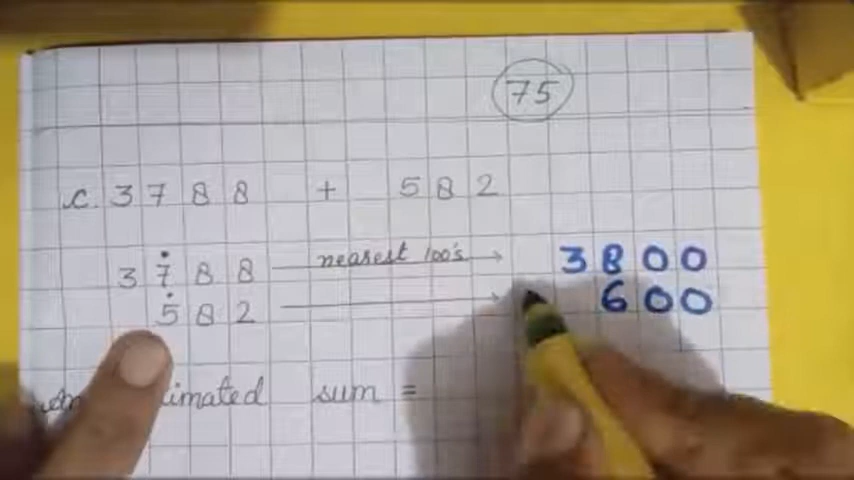 75
c. 3788 + 582
3788 nearest 100's 3800
582 600
sum =